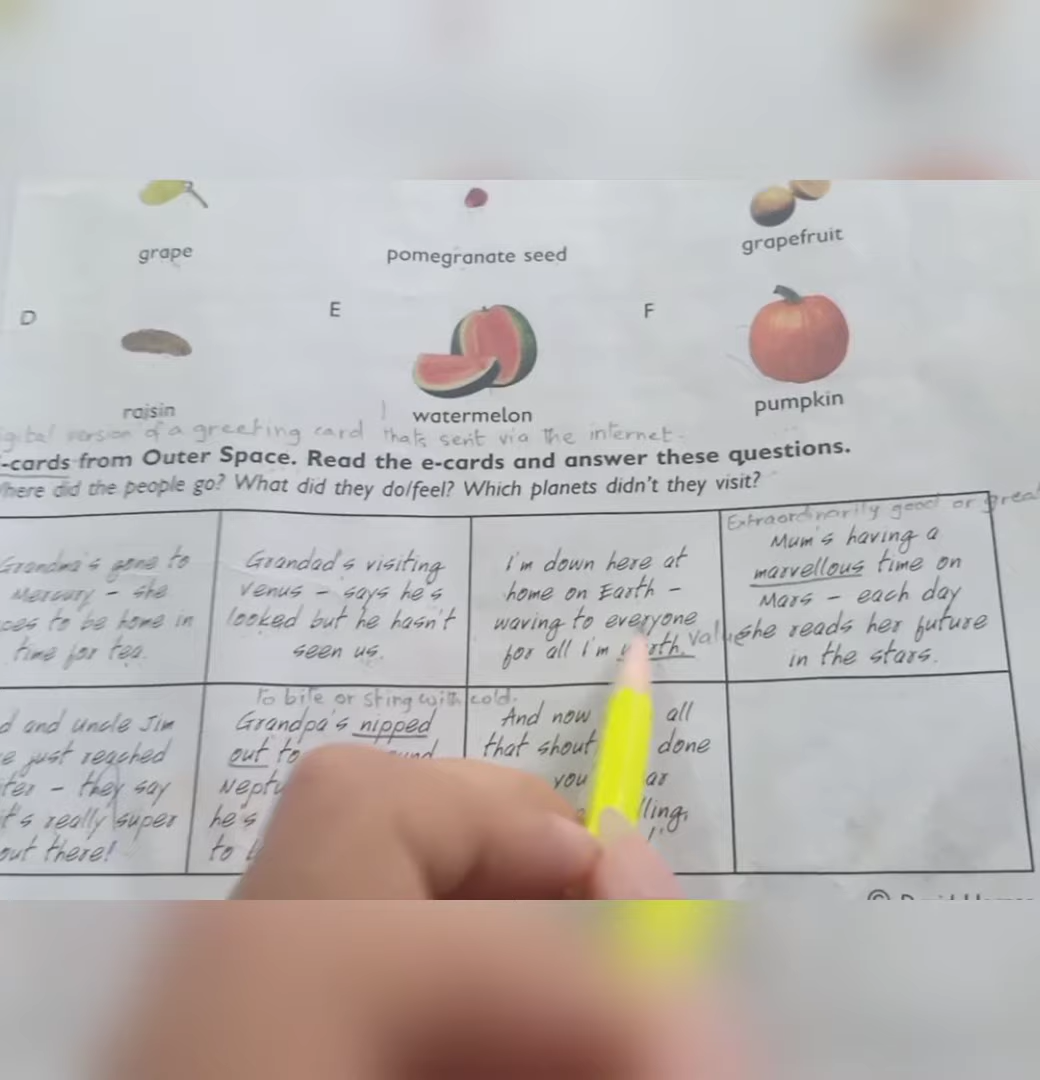 grape
pomegranate seed
grapefruit
D
E
F
raisin
watermelon
pumpkin
version of a greeting card that's sent via the internet.
-cards from Outer Space. Read the e-cards and answer these questions.
here did the people go? What did they do/feel? Which planets didn't they visit?
Grandma's gone to
Mercury – she
to be home in
time for tea.
Grandad's visiting
Venus – says he's
looked but he hasn't
seen us.
I'm down here at
home on Earth –
waving to everyone
for all I'm
Value
Extraordinarily good or great
Mum's having a
marvellous time on
Mars – each day
she reads her future
in the stars.
d and uncle Jim
e just reached
ter – they say
t's really super
out there!
To bite or sting with cold.
Grandpa's nipped
out to
he's
to
And now all
that shout done
you